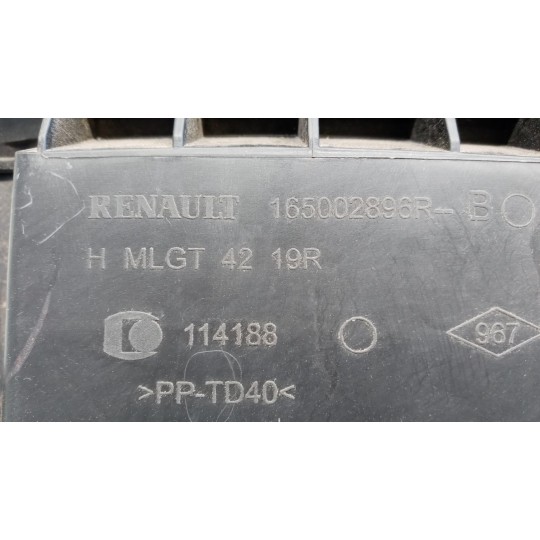 RENAULT 165002896R-B
H MLGT 42 19R
114188 967
>PP-TD40<